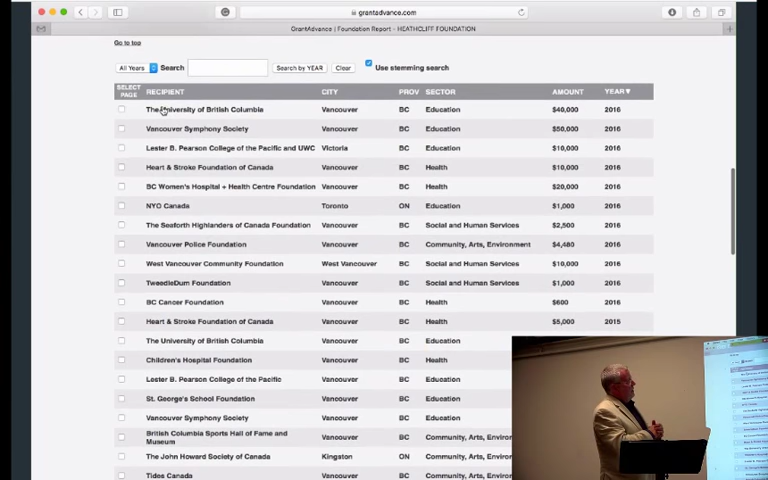 grantadvance.com
GrantAdvance | Foundation Report - HEATHCLIFF FOUNDATION
Go to top
All Years Search Search by YEAR Clear Use stemming search
SELECT PAGE RECIPIENT CITY PROV SECTOR AMOUNT YEAR▼
The University of British Columbia Vancouver BC Education $40,000 2016
Vancouver Symphony Society Vancouver BC Education $50,000 2016
Lester B. Pearson College of the Pacific and UWC Victoria BC Education $10,000 2016
Heart & Stroke Foundation of Canada Vancouver BC Health $10,000 2016
BC Women's Hospital + Health Centre Foundation Vancouver BC Health $20,000 2016
NYO Canada Toronto ON Education $1,000 2016
The Seaforth Highlanders of Canada Foundation Vancouver BC Social and Human Services $2,500 2016
Vancouver Police Foundation Vancouver BC Community, Arts, Environment $4,480 2016
West Vancouver Community Foundation West Vancouver BC Social and Human Services $10,000 2016
TweedleDum Foundation Vancouver BC Social and Human Services $1,000 2016
BC Cancer Foundation Vancouver BC Health $600 2016
Heart & Stroke Foundation of Canada Vancouver BC Health $5,000 2015
The University of British Columbia Vancouver BC Education
Children's Hospital Foundation Vancouver BC Health
Lester B. Pearson College of the Pacific Vancouver BC Education
St. George's School Foundation Vancouver BC Education
Vancouver Symphony Society Vancouver BC Education
British Columbia Sports Hall of Fame and Museum Vancouver BC Community, Arts, Environ
The John Howard Society of Canada Kingston ON Community, Arts, Environ
Tides Canada Vancouver BC Community, Arts, Environ